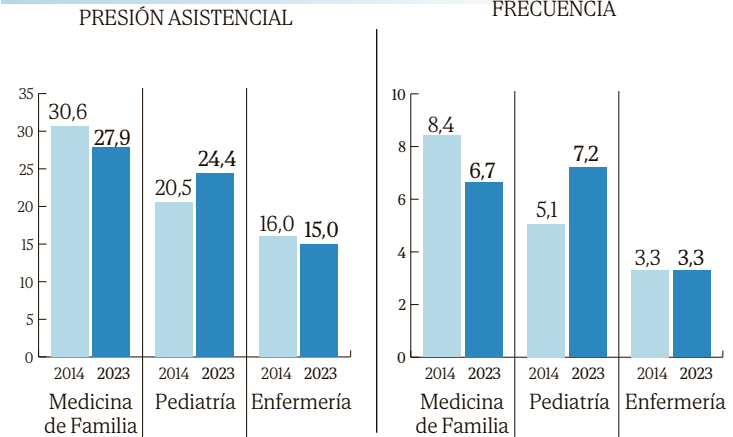 PRESIÓN ASISTENCIAL
35
30
25
20
15
10
5
0
30,6
27,9
20,5
24,4
16,0
15,0
2014 2023 2014 2023 2014 2023
Medicina
de Familia
Pediatría
Enfermería
FRECUENCIA
10
8
6
4
2
0
8,4
6,7
5,1
7,2
3,3
3,3
2014 2023 2014 2023 2014 2023
Medicina
de Familia
Pediatría
Enfermería